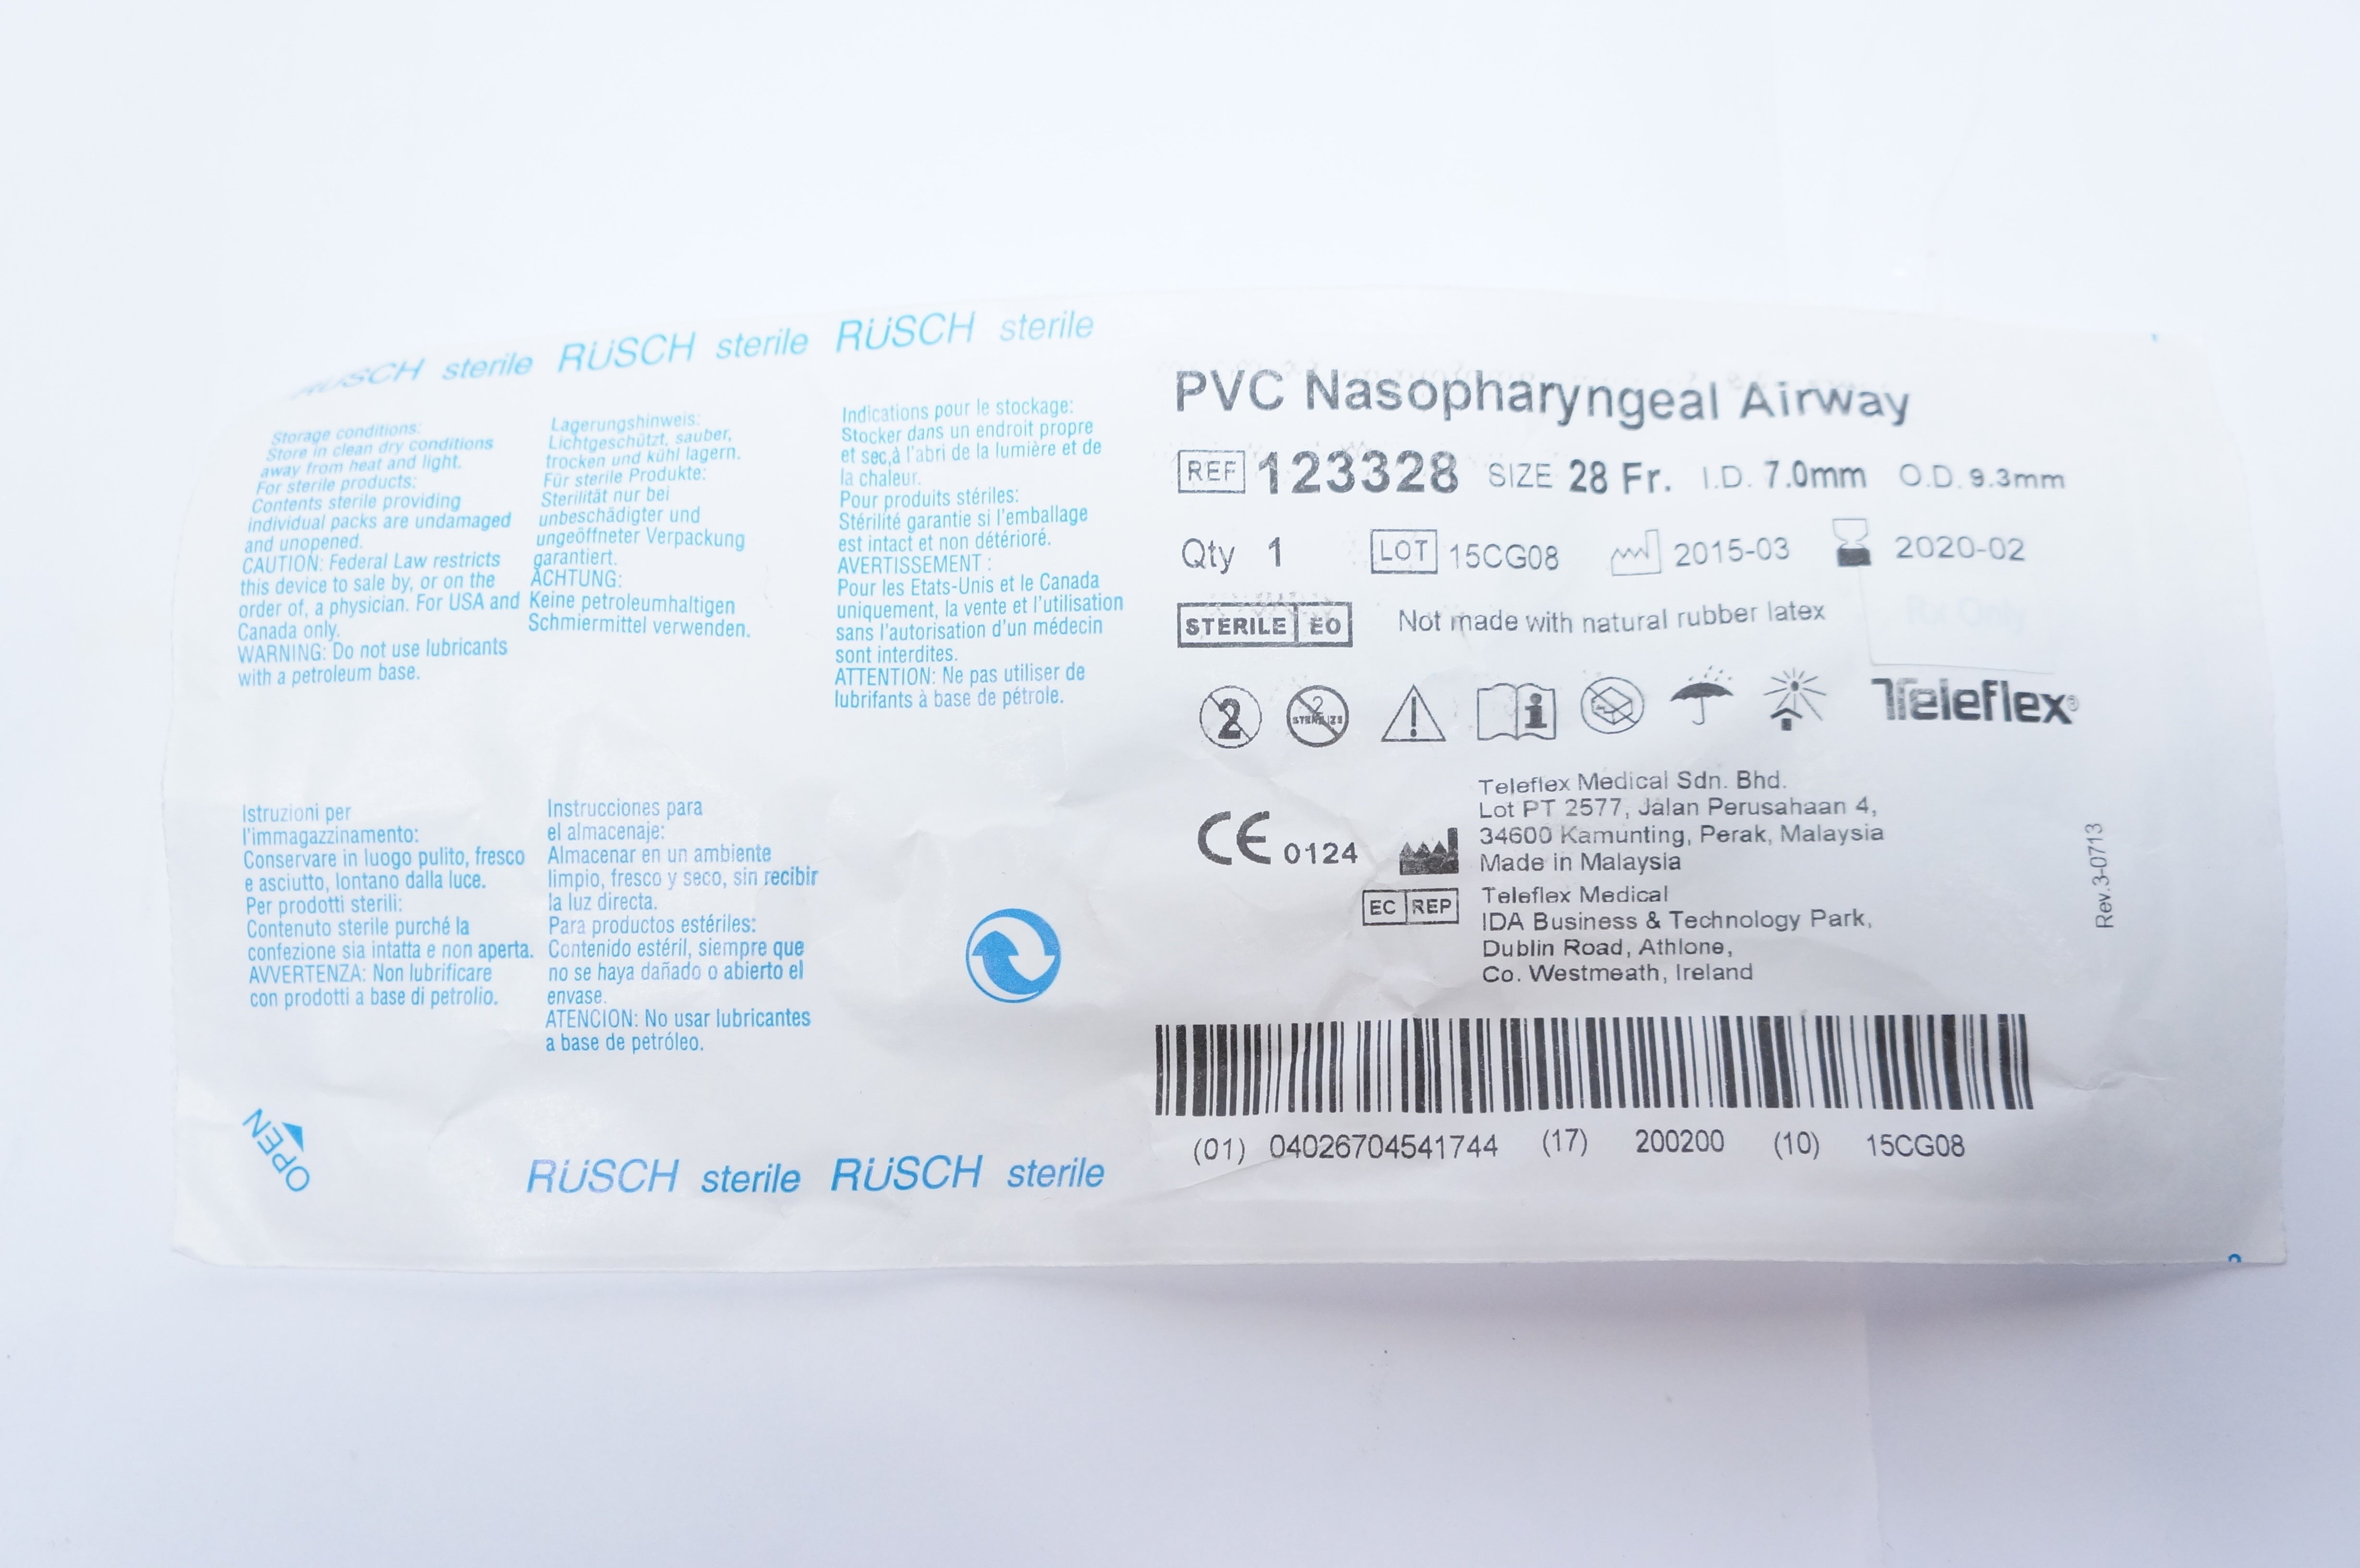 RÜSCH sterile RÜSCH sterile RÜSCH sterile
Storage conditions:
Store in clean dry conditions
away from heat and light.
For sterile products:
Contents sterile providing
individual packs are undamaged
and unopened.
CAUTION: Federal Law restricts
this device to sale by, or on the
order of, a physician. For USA and
Canada only.
WARNING: Do not use lubricants
with a petroleum base.
Lagerungshinweis:
Lichtgeschützt, sauber,
trocken und kühl lagern.
Für sterile Produkte:
Sterilität nur bei
unbeschädigter und
ungeöffneter Verpackung
garantiert.
ACHTUNG:
Keine petroleumhaltigen
Schmiermittel verwenden.
Indications pour le stockage:
Stocker dans un endroit propre
et sec,à l'abri de la lumière et de
la chaleur.
Pour produits stériles:
Stérilité garantie si l'emballage
est intact et non détérioré.
AVERTISSEMENT :
Pour les Etats-Unis et le Canada
uniquement, la vente et l'utilisation
sans l'autorisation d'un médecin
sont interdites.
ATTENTION: Ne pas utiliser de
lubrifants à base de pétrole.
Istruzioni per
l'immagazzinamento:
Conservare in luogo pulito, fresco
e asciutto, lontano dalla luce.
Per prodotti sterili:
Contenuto sterile purché la
confezione sia intatta e non aperta.
AVVERTENZA: Non lubrificare
con prodotti a base di petrolio.
Instrucciones para
el almacenaje:
Almacenar en un ambiente
limpio, fresco y seco, sin recibir
la luz directa.
Para productos estériles:
Contenido estéril, siempre que
no se haya dañado o abierto el
envase.
ATENCION: No usar lubricantes
a base de petróleo.
OPEN
RÜSCH sterile RÜSCH sterile
PVC Nasopharyngeal Airway
REF 123328 SIZE 28 Fr. I.D. 7.0mm O.D. 9.3mm
Qty 1 LOT 15CG08 2015-03 2020-02
STERILE EO Not made with natural rubber latex
2 2 STERILIZE Teleflex®
CE 0124
Teleflex Medical Sdn. Bhd.
Lot PT 2577, Jalan Perusahaan 4,
34600 Kamunting, Perak, Malaysia
Made in Malaysia
EC REP Teleflex Medical
IDA Business & Technology Park,
Dublin Road, Athlone,
Co. Westmeath, Ireland
Rev.3-0713
(01) 04026704541744 (17) 200200 (10) 15CG08